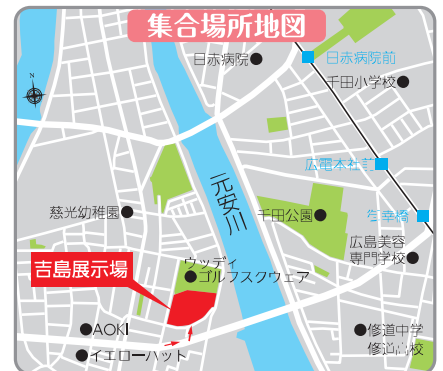 集合場所地図
日赤病院
日赤病院前
千田小学校
N
広電本社前
元安川
慈光幼稚園
千田公園
御幸橋
広島美容
専門学校
吉島展示場
ウッディ
ゴルフスクウェア
AOKI
イエローハット
修道中学
修道高校